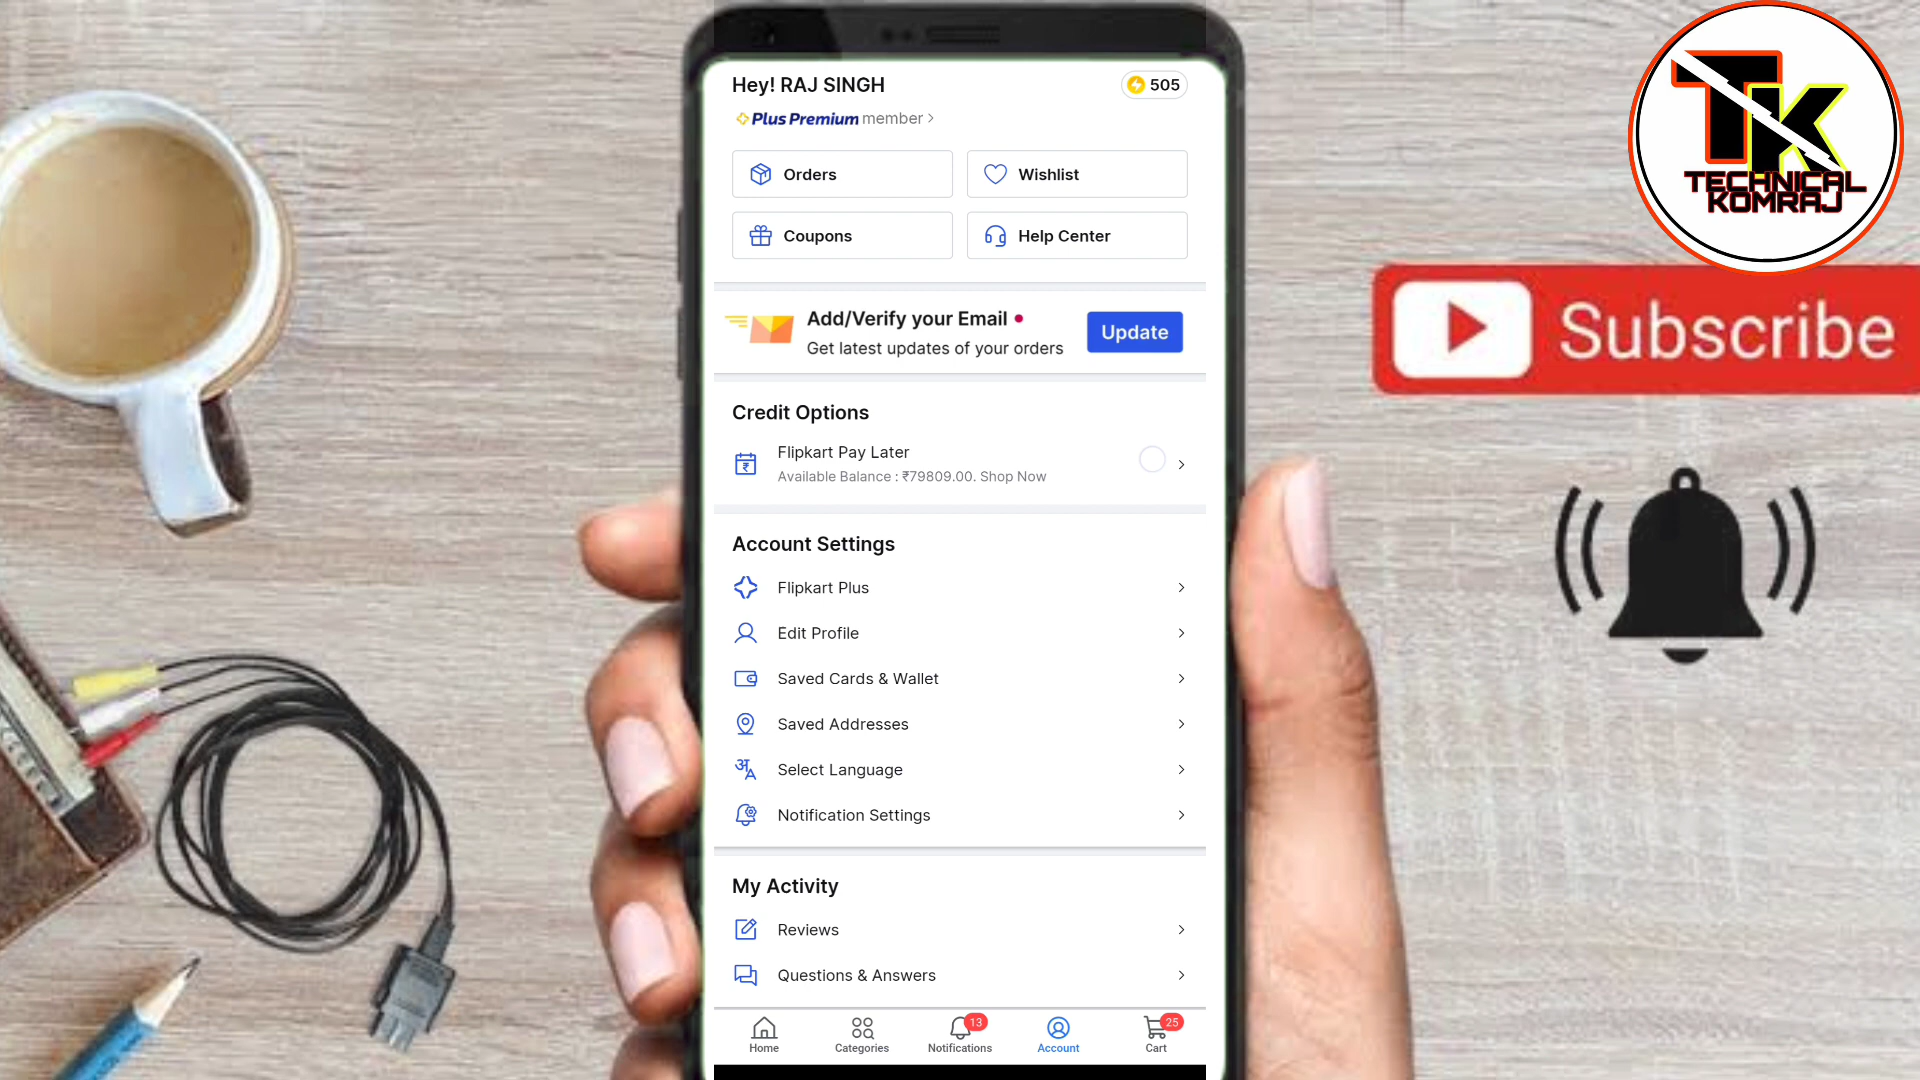 Hey! RAJ SINGH
505
Plus Premium member
Orders
Wishlist
Coupons
Help Center
Add/Verify your Email
Get latest updates of your orders
Update
Credit Options
Flipkart Pay Later
Available Balance : ₹79809.00. Shop Now
Account Settings
Flipkart Plus
Edit Profile
Saved Cards & Wallet
Saved Addresses
Select Language
Notification Settings
My Activity
Reviews
Questions & Answers
Home
Categories
13
Notifications
Account
25
Cart
TK
TECHNICAL
KOMRAJ
Subscribe